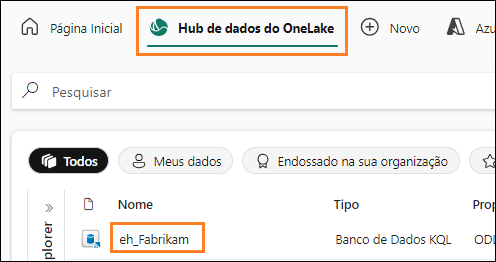 Página Inicial
Hub de dados do OneLake
Novo
Azu
Pesquisar
Todos
Meus dados
Endossado na sua organização
plorer
Nome
Tipo
Prop
eh_Fabrikam
Banco de Dados KQL
ODL